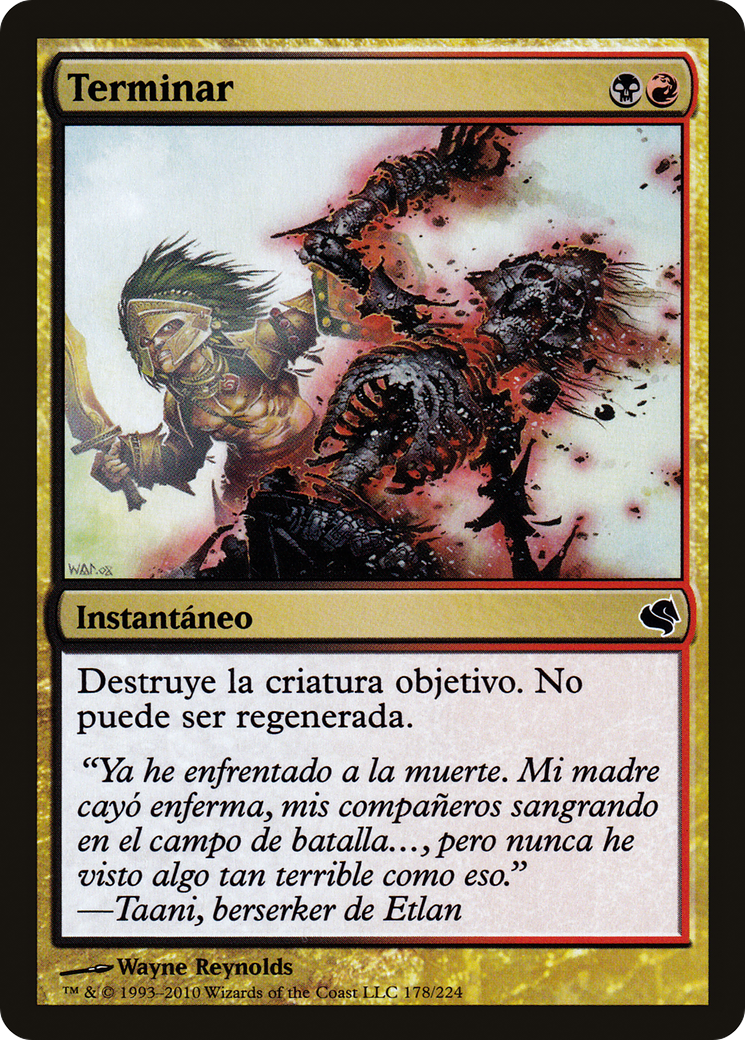 Terminar
WAR.08
Instantáneo
Destruye la criatura objetivo. No
puede ser regenerada.
“Ya he enfrentado a la muerte. Mi madre
cayó enferma, mis compañeros sangrando
en el campo de batalla..., pero nunca he
visto algo tan terrible como eso.”
—Taani, berserker de Etlan
Wayne Reynolds
™ & © 1993–2010 Wizards of the Coast LLC 178/224